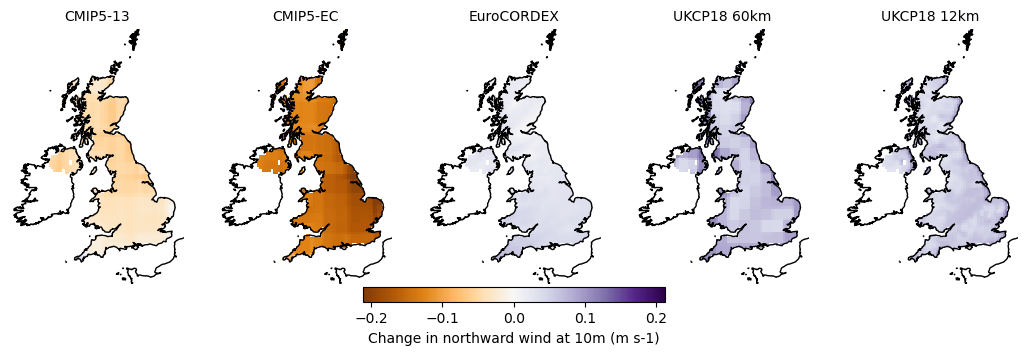 CMIP5-13
CMIP5-EC
EuroCORDEX
UKCP18 60km
UKCP18 12km
−0.2
−0.1
0.0
0.1
0.2
Change in northward wind at 10m (m s-1)